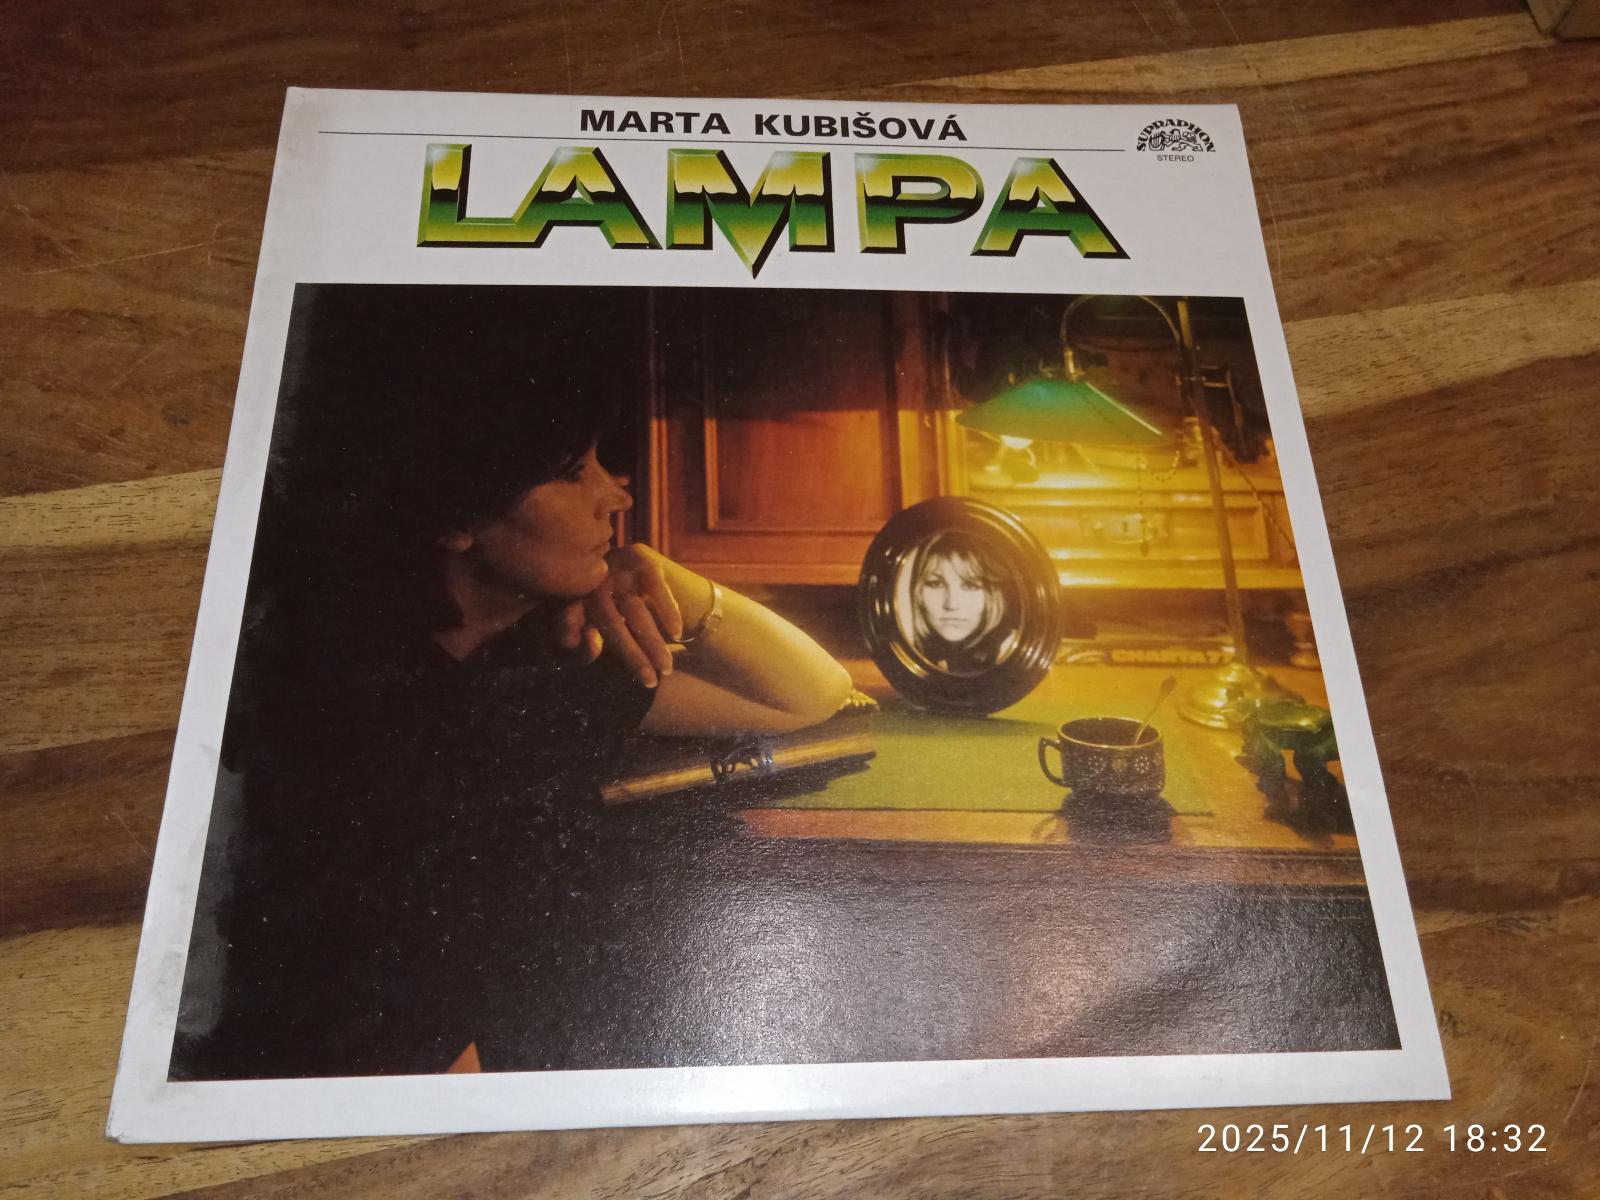 MARTA KUBIŠOVÁ
SUPRAPHON
STEREO
LAMPA
CHARTA 77
2025/11/12 18:32